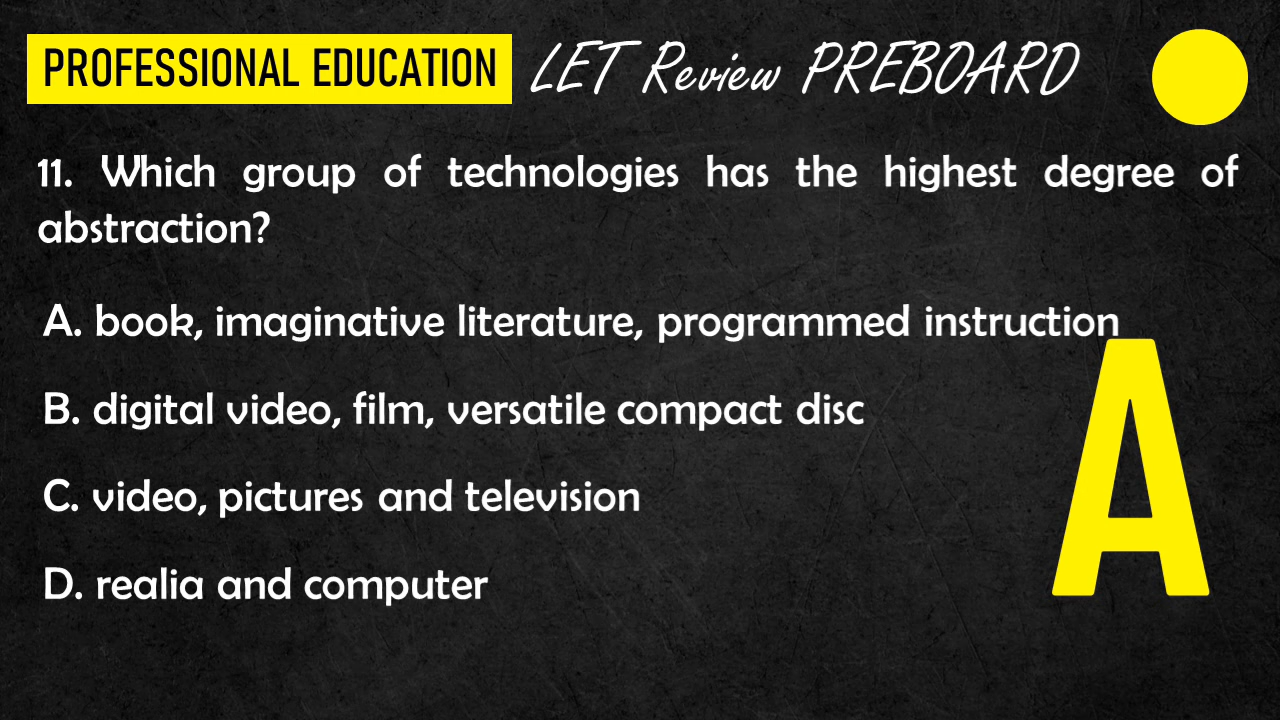 PROFESSIONAL EDUCATION LET Review PREBOARD
11. Which group of technologies has the highest degree of
abstraction?
A. book, imaginative literature, programmed instruction
B. digital video, film, versatile compact disc
C. video, pictures and television
D. realia and computer
A